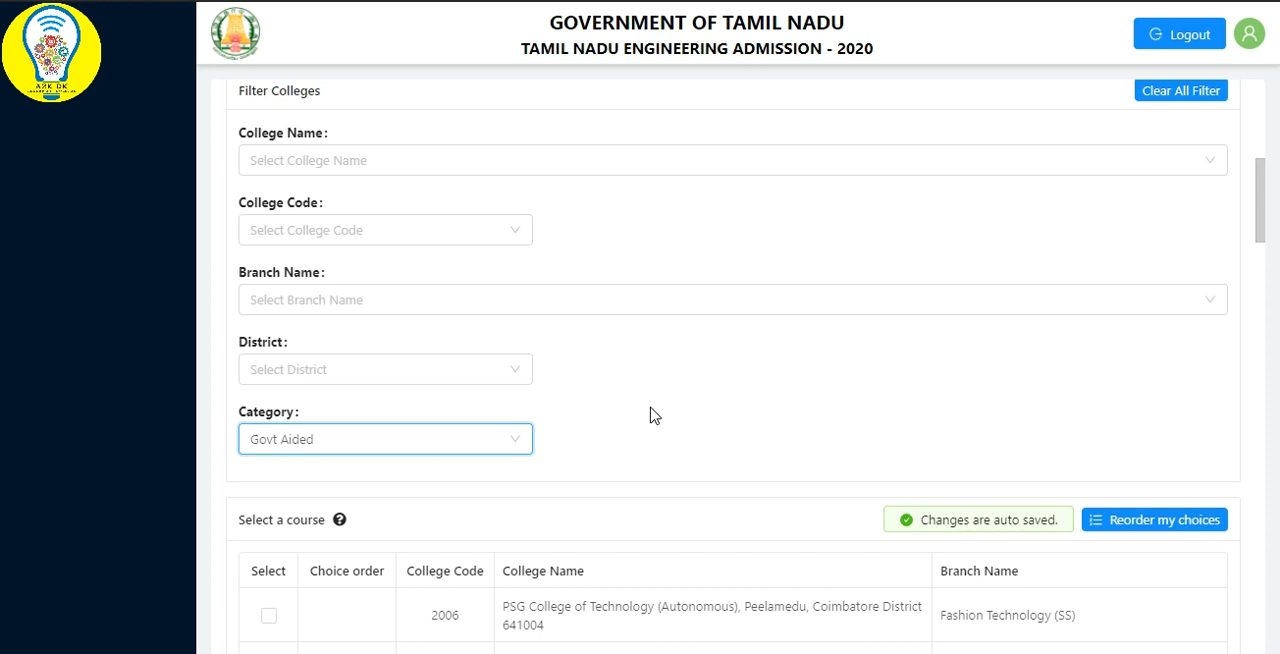 A2K DK
GOVERNMENT OF TAMIL NADU
TAMIL NADU ENGINEERING ADMISSION - 2020
Logout
Filter Colleges
Clear All Filter
College Name:
Select College Name
College Code:
Select College Code
Branch Name:
Select Branch Name
District:
Select District
Category:
Govt Aided
Select a course
Changes are auto saved.
Reorder my choices
Select Choice order College Code College Name Branch Name
2006 PSG College of Technology (Autonomous), Peelamedu, Coimbatore District 641004 Fashion Technology (SS)